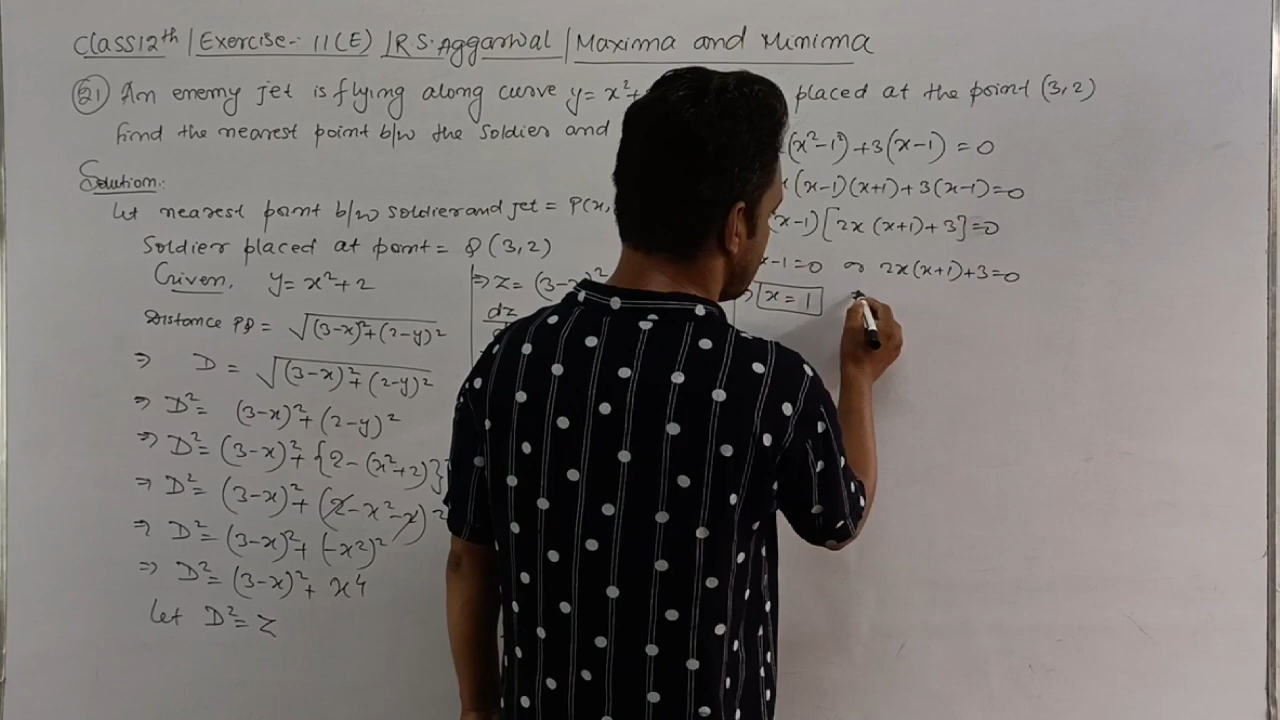 Class 12th | Exercise- 11(E) | R.S. Aggarwal | Maxima and Minima
(21) An enemy jet is flying along curve y = x²+ placed at the point (3,2)
find the nearest point b/w the soldier and
Solution:
Let nearest point b/w soldier and jet = P(x,
Soldier placed at point = Q (3,2)
Given, y = x²+2
Distance PQ = √(3-x)²+(2-y)²
⇒ D = √(3-x)²+(2-y)²
⇒ D² = (3-x)²+(2-y)²
⇒ D² = (3-x)²+{2-(x²+2)}
⇒ D² = (3-x)²+(2-x²-2)²
⇒ D² = (3-x)²+(-x²)²
⇒ D² = (3-x)²+ x⁴
Let D² = Z
⇒ Z = (3-x)²
dz
(x²-1²)+3(x-1) = 0
(x-1)(x+1)+3(x-1)=0
x-1)[2x(x+1)+3]=0
x-1=0 or 2x(x+1)+3=0
⇒ x = 1